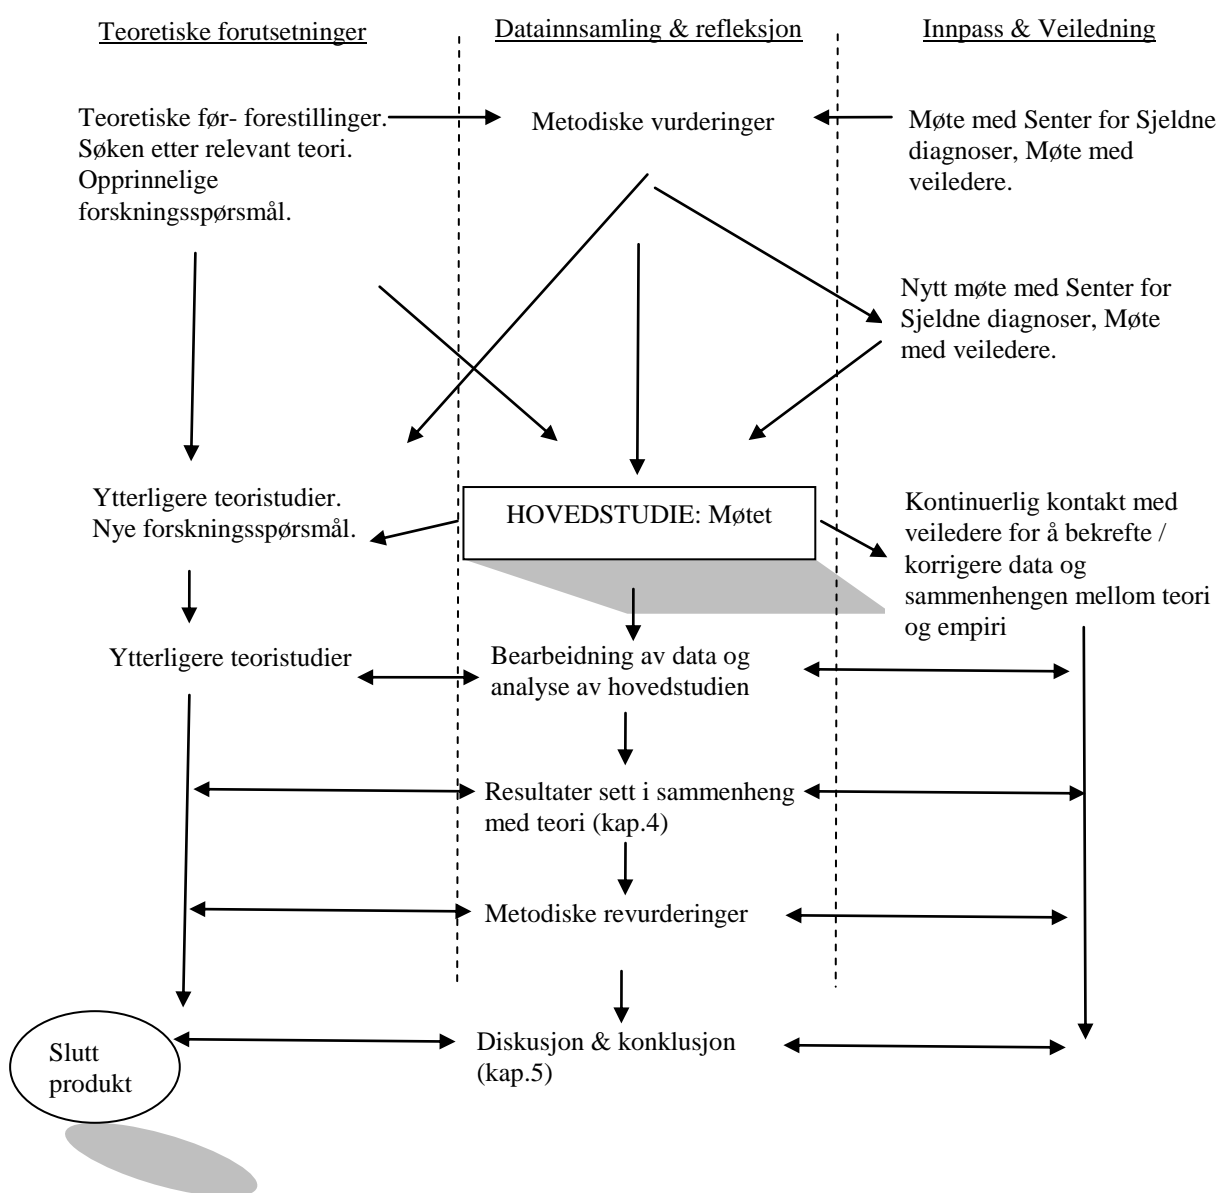 Teoretiske forutsetninger
Datainnsamling & refleksjon
Innpass & Veiledning
Teoretiske før- forestillinger.
Søken etter relevant teori.
Opprinnelige
forskningsspørsmål.
Metodiske vurderinger
Møte med Senter for Sjeldne
diagnoser, Møte med
veiledere.
Nytt møte med Senter for
Sjeldne diagnoser, Møte
med veiledere.
Ytterligere teoristudier.
Nye forskningsspørsmål.
HOVEDSTUDIE: Møtet
Kontinuerlig kontakt med
veiledere for å bekrefte /
korrigere data og
sammenhengen mellom teori
og empiri
Ytterligere teoristudier
Bearbeidning av data og
analyse av hovedstudien
Resultater sett i sammenheng
med teori (kap.4)
Metodiske revurderinger
Slutt
produkt
Diskusjon & konklusjon
(kap.5)